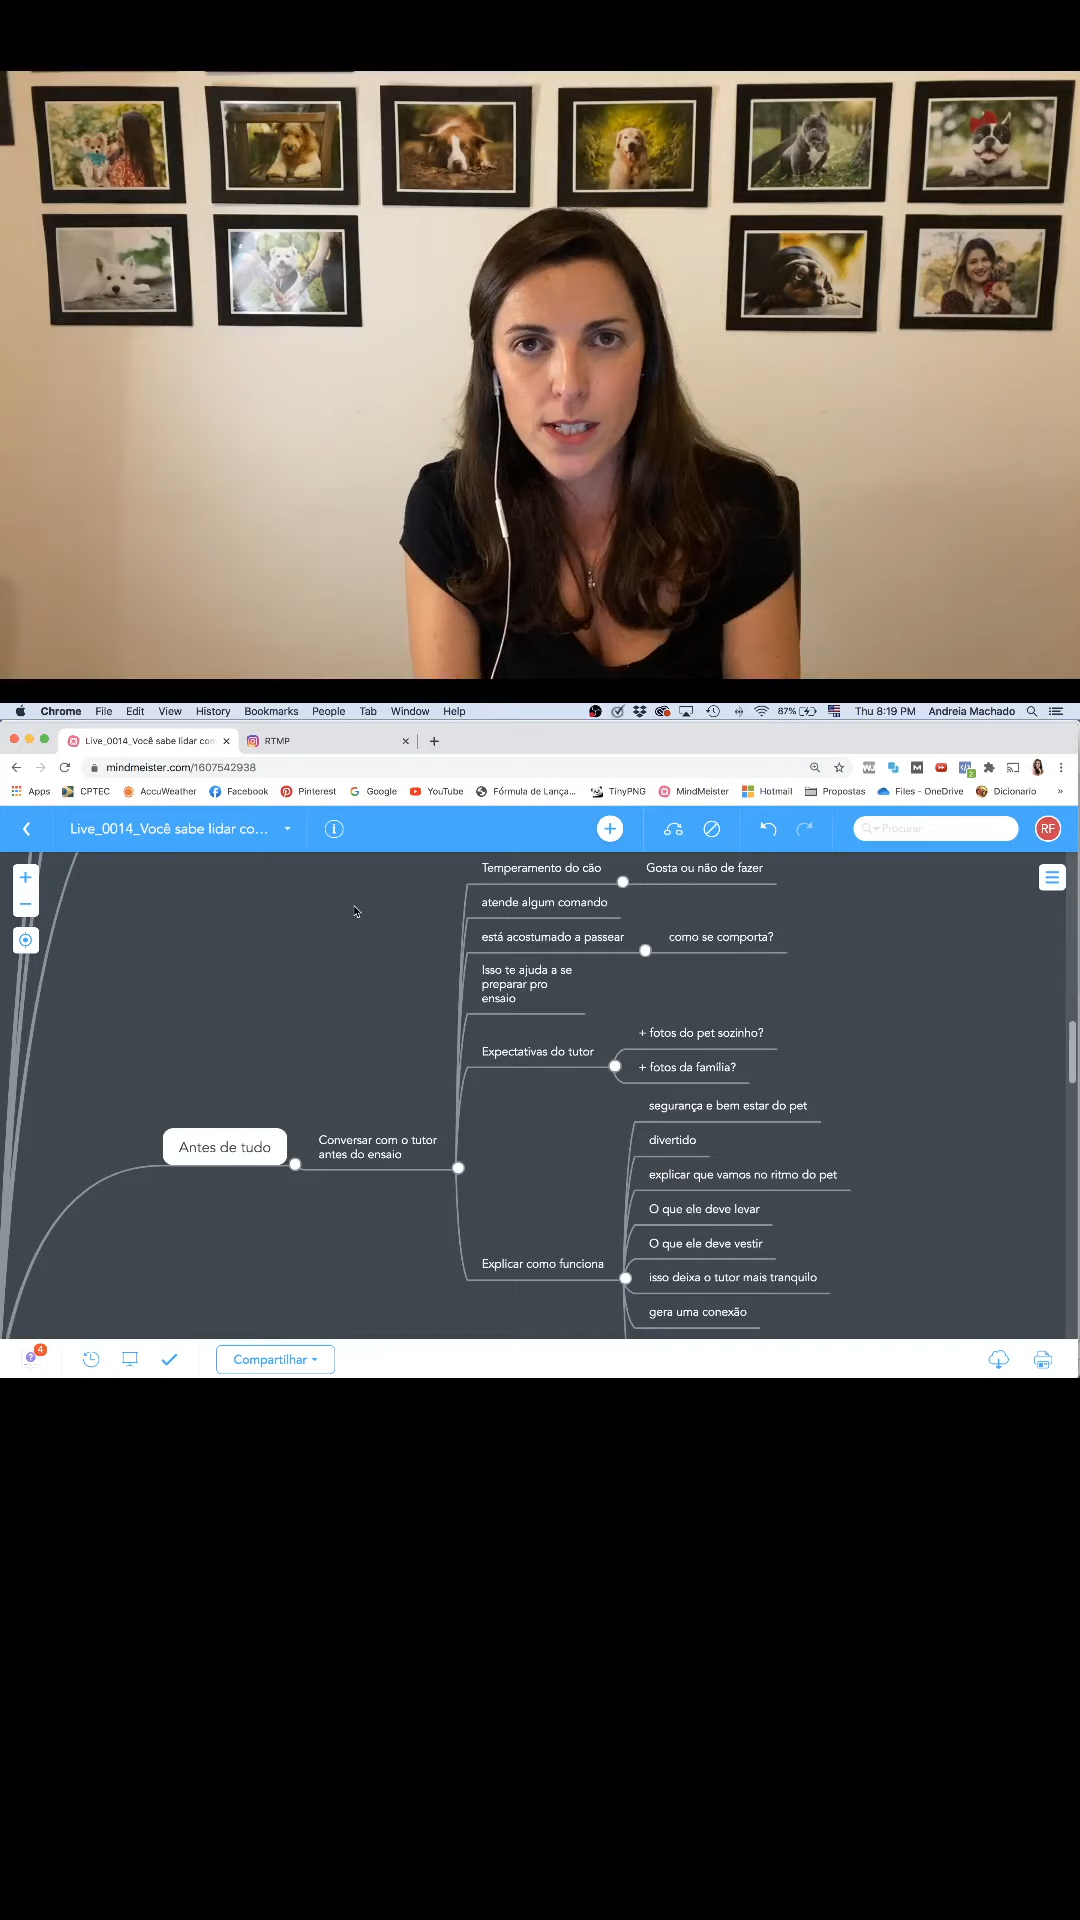 Chrome File Edit View History Bookmarks People Tab Window Help 87% Thu 8:19 PM Andreia Machado
Live_0014_Você sabe lidar com RTMP
mindmeister.com/1607542938
Apps CPTEC AccuWeather Facebook Pinterest Google YouTube Fórmula de Lança... TinyPNG MindMeister Hotmail Propostas Files - OneDrive Dicionario »
Live_0014_Você sabe lidar co... Procurar RF
Temperamento do cão
Gosta ou não de fazer
atende algum comando
está acostumado a passear
como se comporta?
Isso te ajuda a se
preparar pro
ensaio
+ fotos do pet sozinho?
Expectativas do tutor
+ fotos da família?
segurança e bem estar do pet
divertido
Antes de tudo
Conversar com o tutor
antes do ensaio
explicar que vamos no ritmo do pet
O que ele deve levar
O que ele deve vestir
Explicar como funciona
isso deixa o tutor mais tranquilo
gera uma conexão
4
Compartilhar